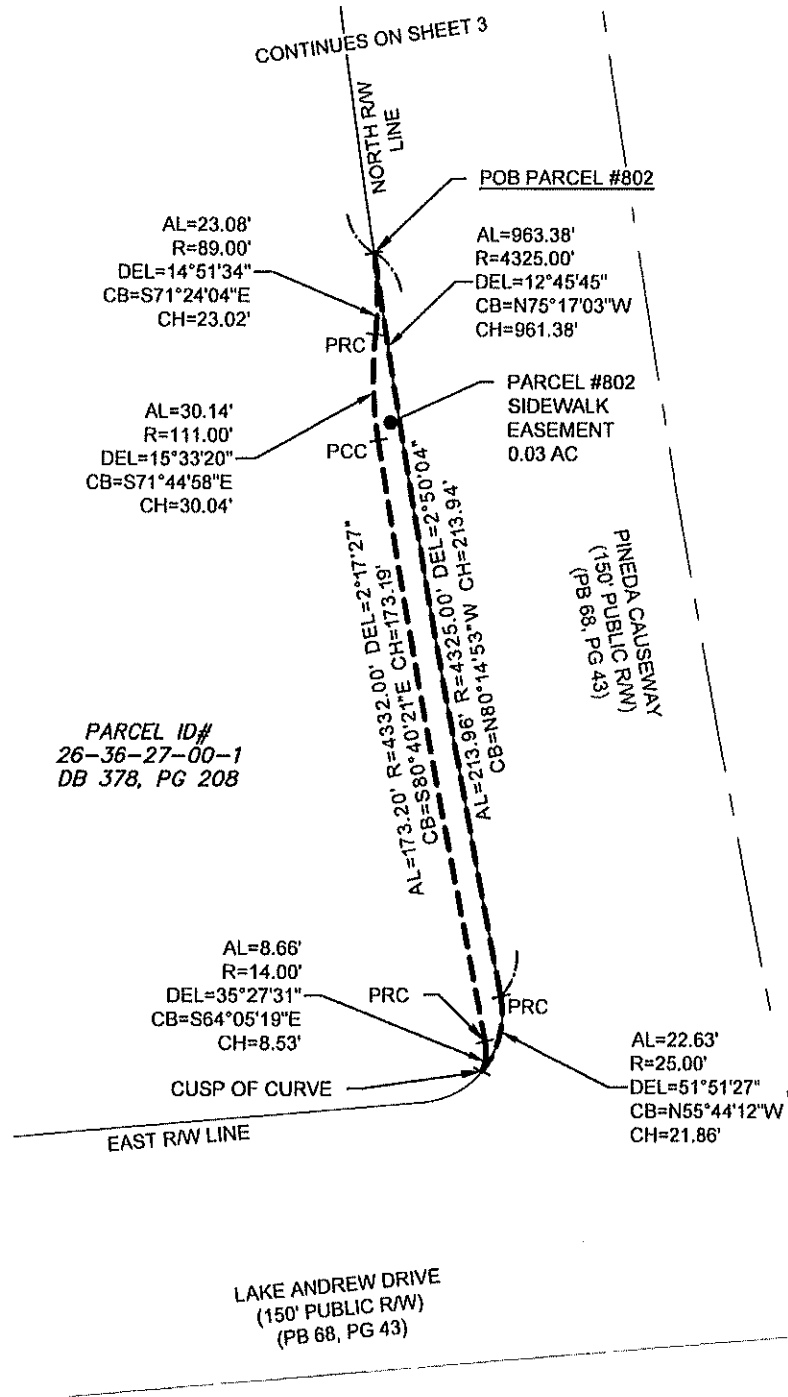 CONTINUES ON SHEET 3
NORTH R/W
LINE
POB PARCEL #802
AL=23.08'
R=89.00'
DEL=14°51'34"
CB=S71°24'04"E
CH=23.02'
AL=963.38'
R=4325.00'
DEL=12°45'45"
CB=N75°17'03"W
CH=961.38'
PRC
PARCEL #802
SIDEWALK
EASEMENT
0.03 AC
AL=30.14'
R=111.00'
DEL=15°33'20"
CB=S71°44'58"E
CH=30.04'
PCC
AL=173.20' R=4332.00' DEL=2°17'27"
CB=S80°40'21"E CH=173.19'
AL=213.96' R=4325.00' DEL=2°50'04"
CB=N80°14'53"W CH=213.94'
PINEDA CAUSEWAY
(150' PUBLIC R/W)
(PB 68, PG 43)
PARCEL ID#
26-36-27-00-1
DB 378, PG 208
AL=8.66'
R=14.00'
DEL=35°27'31"
CB=S64°05'19"E
CH=8.53'
PRC
PRC
CUSP OF CURVE
AL=22.63'
R=25.00'
DEL=51°51'27"
CB=N55°44'12"W
CH=21.86'
EAST R/W LINE
LAKE ANDREW DRIVE
(150' PUBLIC R/W)
(PB 68, PG 43)